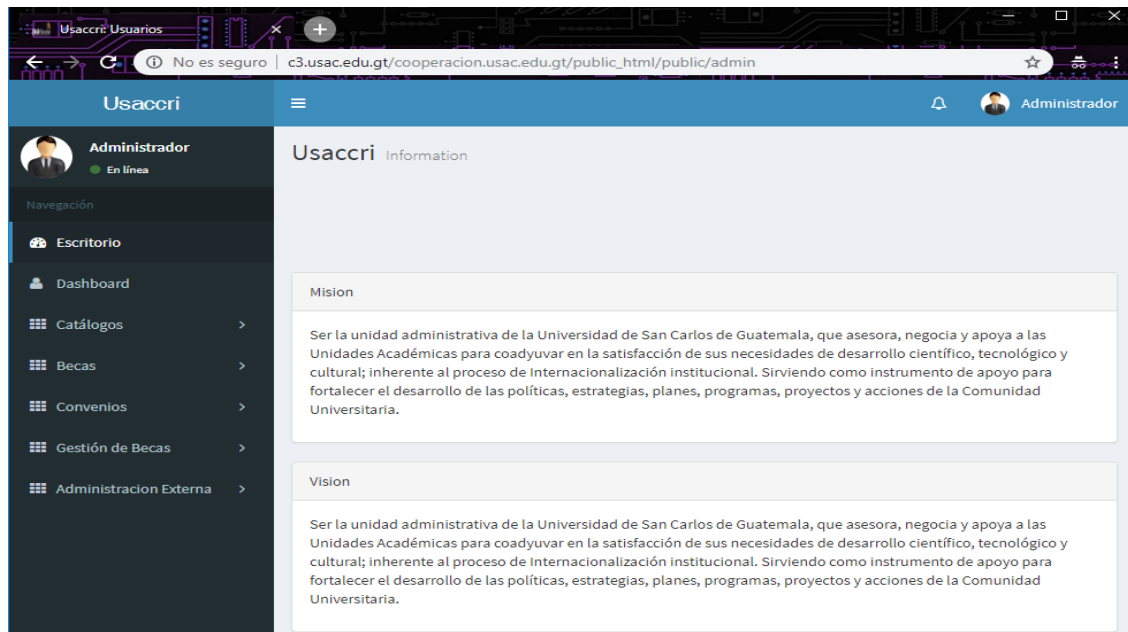 Usaccri: Usuarios
No es seguro | c3.usac.edu.gt/cooperacion.usac.edu.gt/public_html/public/admin
Usaccri
Administrador
Administrador
En línea
Navegación
Escritorio
Dashboard
Catálogos
Becas
Convenios
Gestión de Becas
Administracion Externa
Usaccri Information
Mision
Ser la unidad administrativa de la Universidad de San Carlos de Guatemala, que asesora, negocia y apoya a las
Unidades Académicas para coadyuvar en la satisfacción de sus necesidades de desarrollo científico, tecnológico y
cultural; inherente al proceso de Internacionalización institucional. Sirviendo como instrumento de apoyo para
fortalecer el desarrollo de las políticas, estrategias, planes, programas, proyectos y acciones de la Comunidad
Universitaria.
Vision
Ser la unidad administrativa de la Universidad de San Carlos de Guatemala, que asesora, negocia y apoya a las
Unidades Académicas para coadyuvar en la satisfacción de sus necesidades de desarrollo científico, tecnológico y
cultural; inherente al proceso de Internacionalización institucional. Sirviendo como instrumento de apoyo para
fortalecer el desarrollo de las políticas, estrategias, planes, programas, proyectos y acciones de la Comunidad
Universitaria.